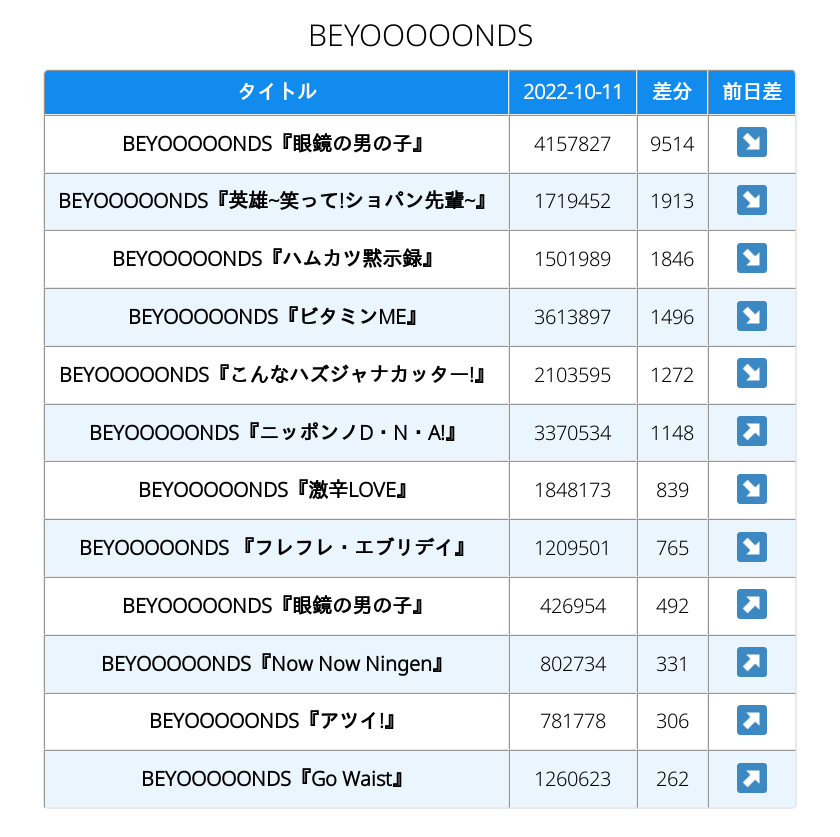 BEYOOOOONDS
タイトル 2022-10-11 差分 前日差
BEYOOOOONDS『眼鏡の男の子』 4157827 9514 ↘
BEYOOOOONDS『英雄~笑って!ショパン先輩~』 1719452 1913 ↘
BEYOOOOONDS『ハムカツ黙示録』 1501989 1846 ↘
BEYOOOOONDS『ビタミンME』 3613897 1496 ↘
BEYOOOOONDS『こんなハズジャナカッター!』 2103595 1272 ↘
BEYOOOOONDS『ニッポンノD・N・A!』 3370534 1148 ↗
BEYOOOOONDS『激辛LOVE』 1848173 839 ↘
BEYOOOOONDS 『フレフレ・エブリデイ』 1209501 765 ↘
BEYOOOOONDS『眼鏡の男の子』 426954 492 ↗
BEYOOOOONDS『Now Now Ningen』 802734 331 ↗
BEYOOOOONDS『アツイ!』 781778 306 ↗
BEYOOOOONDS『Go Waist』 1260623 262 ↗